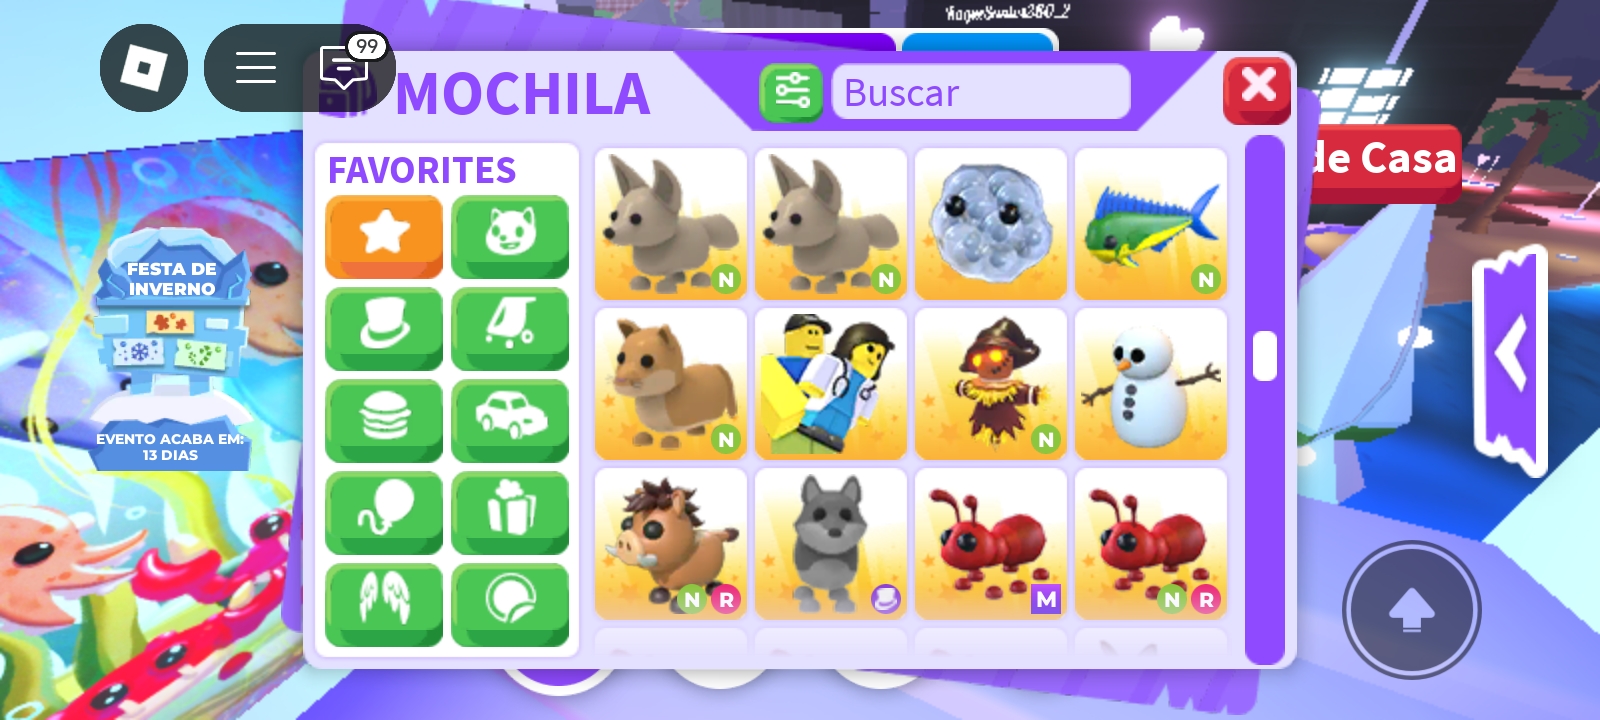 99
MOCHILA
Buscar
de Casa
FAVORITES
FESTA DE
INVERNO
EVENTO ACABA EM:
13 DIAS
N
N
N
N
N
N R
M
N R